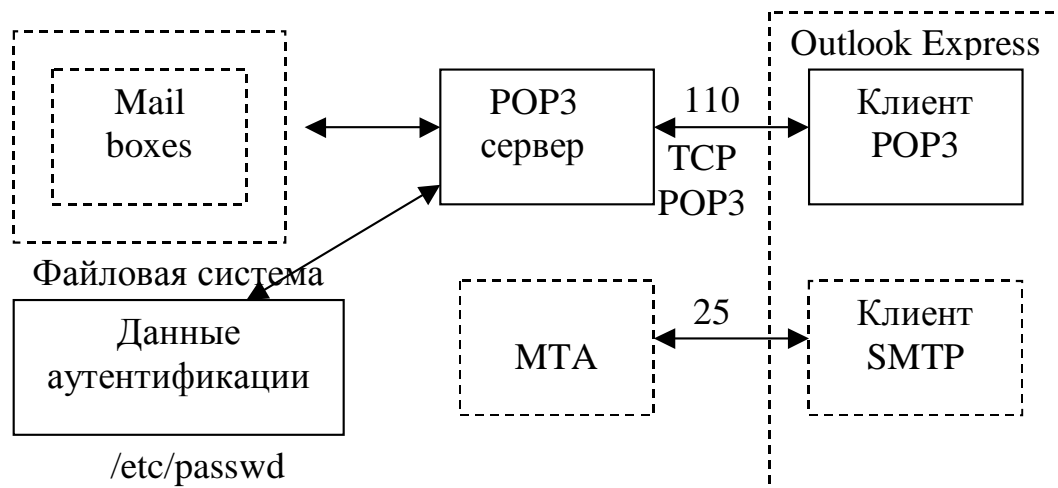 Outlook Express
Mail
boxes
POP3
сервер
110
TCP
POP3
Клиент
POP3
Файловая система
Данные
аутентификации
/etc/passwd
MTA
25
Клиент
SMTP